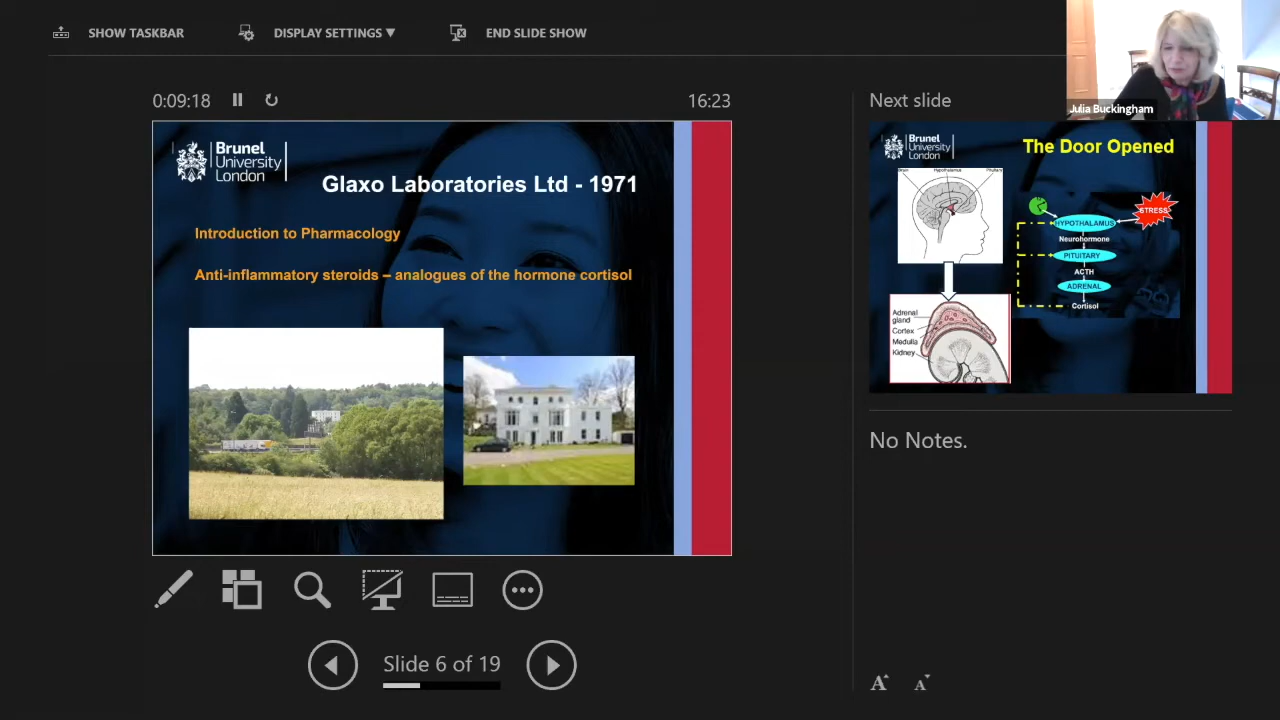 SHOW TASKBAR
DISPLAY SETTINGS ▼
END SLIDE SHOW
0:09:18
16:23
Brunel
University
London
Glaxo Laboratories Ltd - 1971
Introduction to Pharmacology
Anti-inflammatory steroids – analogues of the hormone cortisol
Slide 6 of 19
Julia Buckingham
Next slide
Brunel
University
London
The Door Opened
Brain
Hypothalamus
Pituitary
STRESS
HYPOTHALAMUS
Neurohormone
PITUITARY
ACTH
ADRENAL
Cortisol
Adrenal
gland
Cortex
Medulla
Kidney
No Notes.
A A